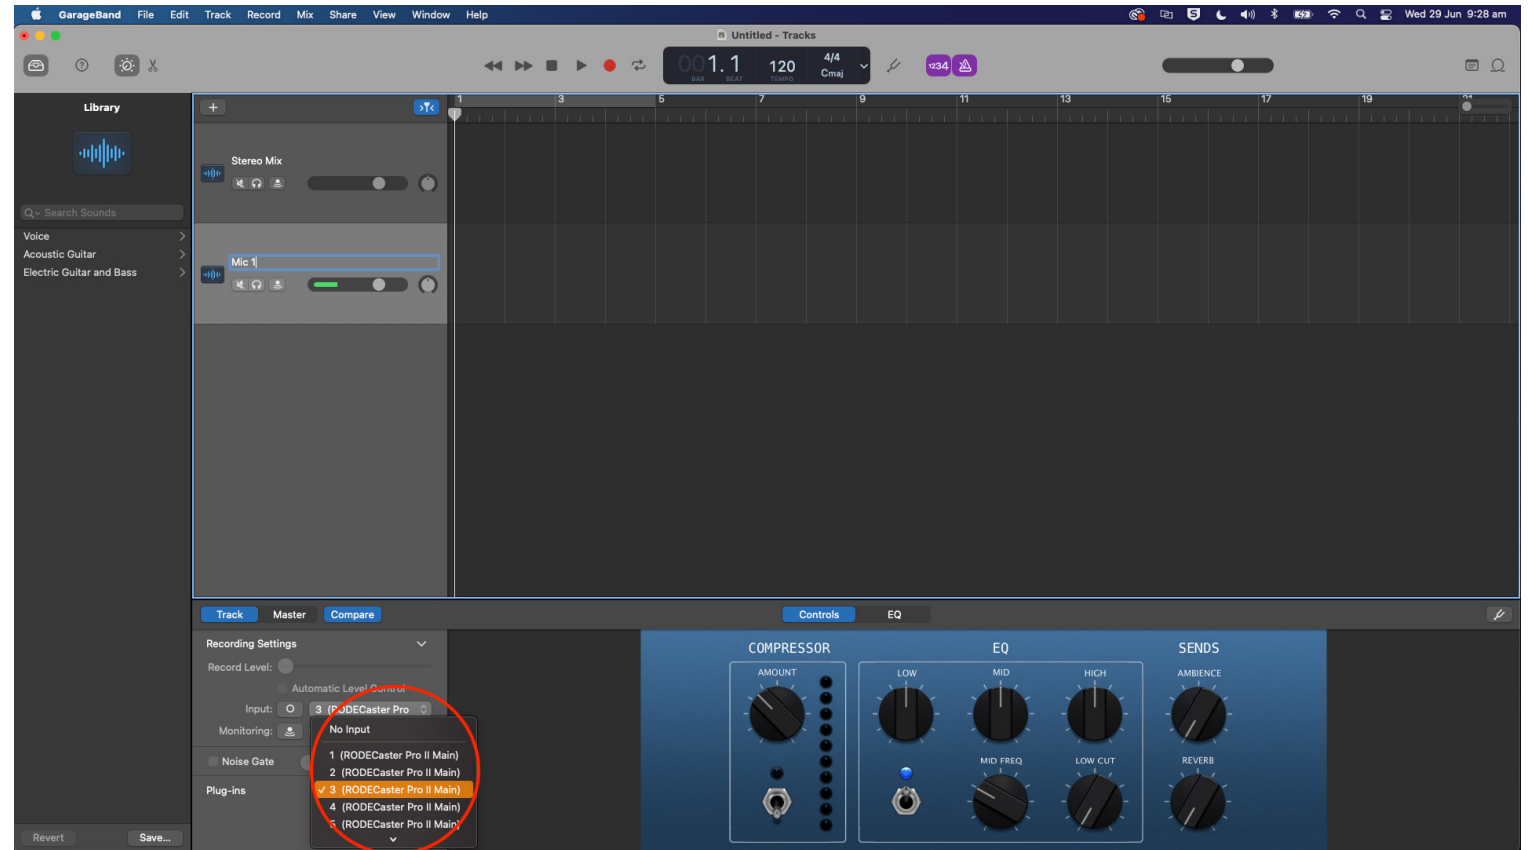 GarageBand File Edit Track Record Mix Share View Window Help Wed 29 Jun 9:28 am
Untitled - Tracks
001.1 120 4/4
BAR BEAT TEMPO Cmaj
1234
Library
1 3 5 7 9 11 13 15 17 19 21
Stereo Mix
Search Sounds
Voice
Acoustic Guitar
Electric Guitar and Bass
Mic 1
Track Master Compare
Controls EQ
Recording Settings
Record Level:
Automatic Level Control
Input: 3 (RODECaster Pro
Monitoring:
No Input
1 (RODECaster Pro II Main)
2 (RODECaster Pro II Main)
✓ 3 (RODECaster Pro II Main)
4 (RODECaster Pro II Main)
5 (RODECaster Pro II Main)
Noise Gate
Plug-ins
Revert Save...
COMPRESSOR EQ SENDS
AMOUNT LOW MID HIGH AMBIENCE
MID FREQ LOW CUT REVERB